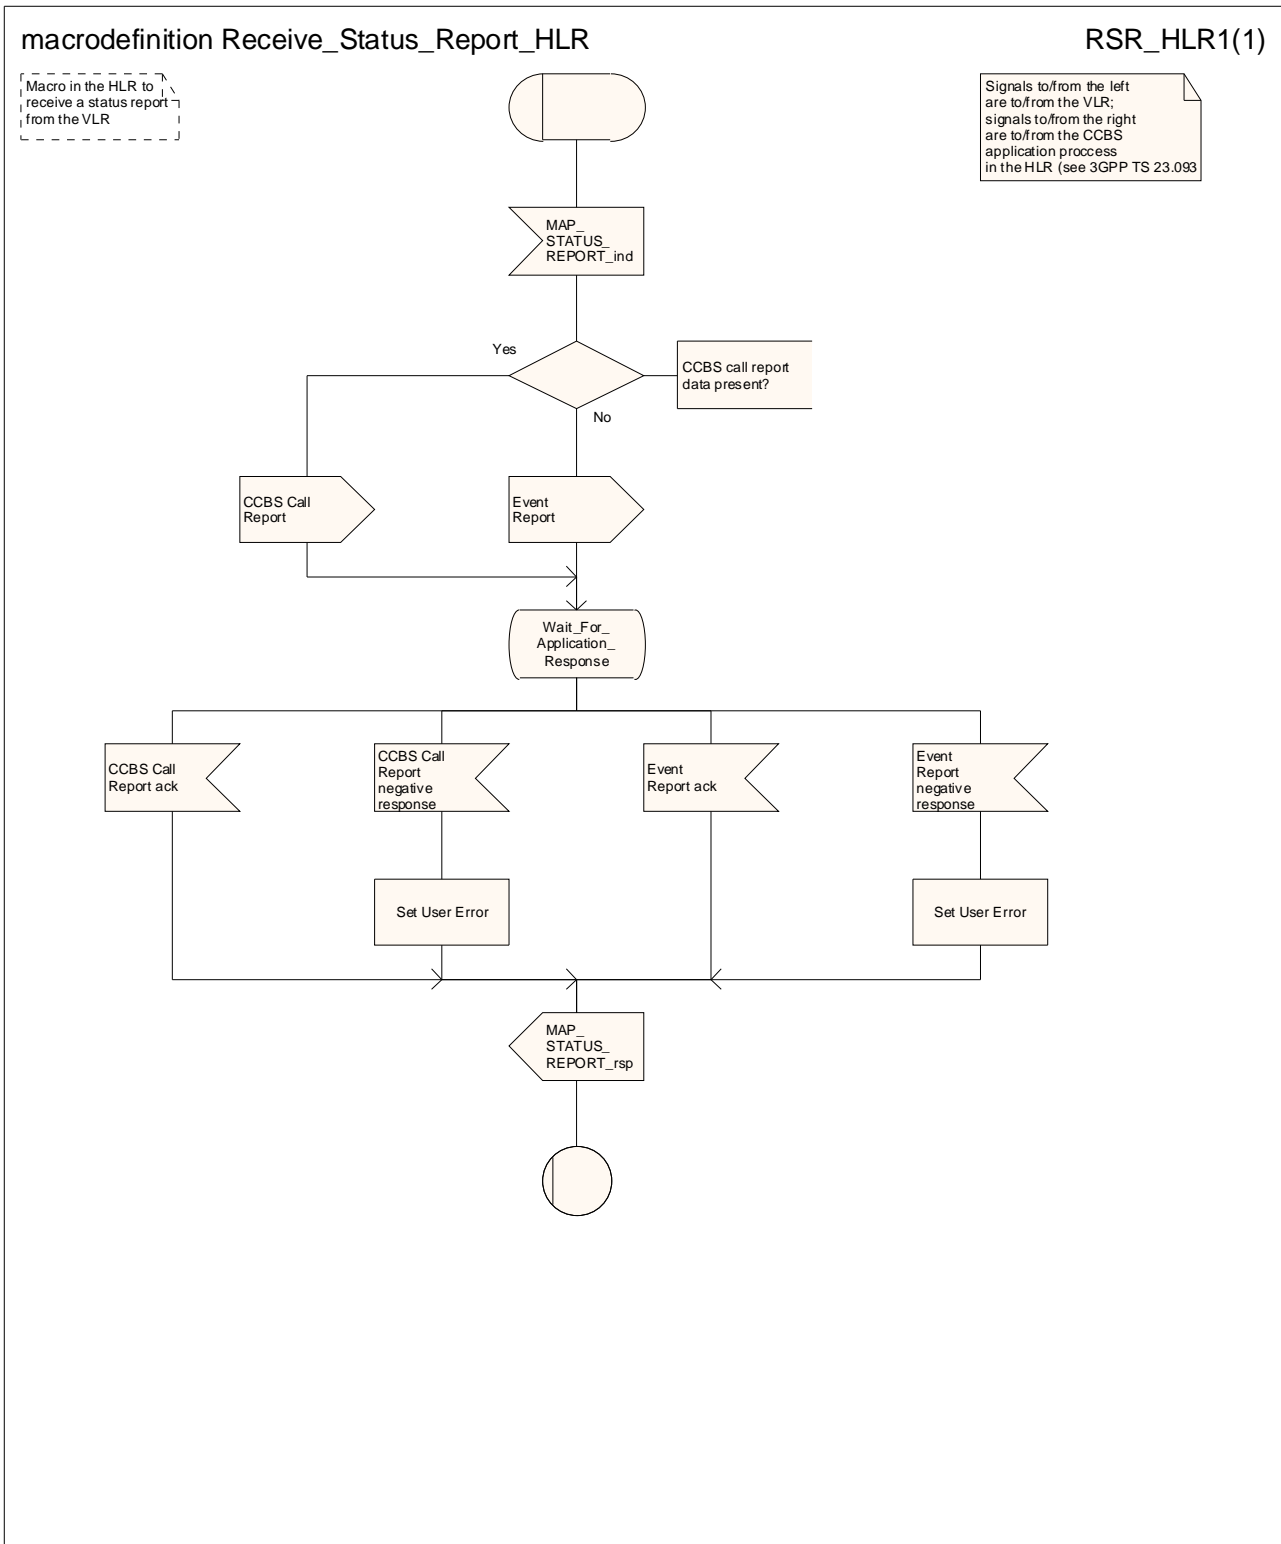 macrodefinition Receive_Status_Report_HLR
RSR_HLR1(1)
Macro in the HLR to
receive a status report
from the VLR
Signals to/from the left
are to/from the VLR;
signals to/from the right
are to/from the CCBS
application proccess
in the HLR (see 3GPP TS 23.093
MAP_
STATUS_
REPORT_ind
Yes
CCBS call report
data present?
No
CCBS Call
Report
Event
Report
Wait_For_
Application_
Response
CCBS Call
Report ack
CCBS Call
Report
negative
response
Event
Report ack
Event
Report
negative
response
Set User Error
Set User Error
MAP_
STATUS_
REPORT_rsp